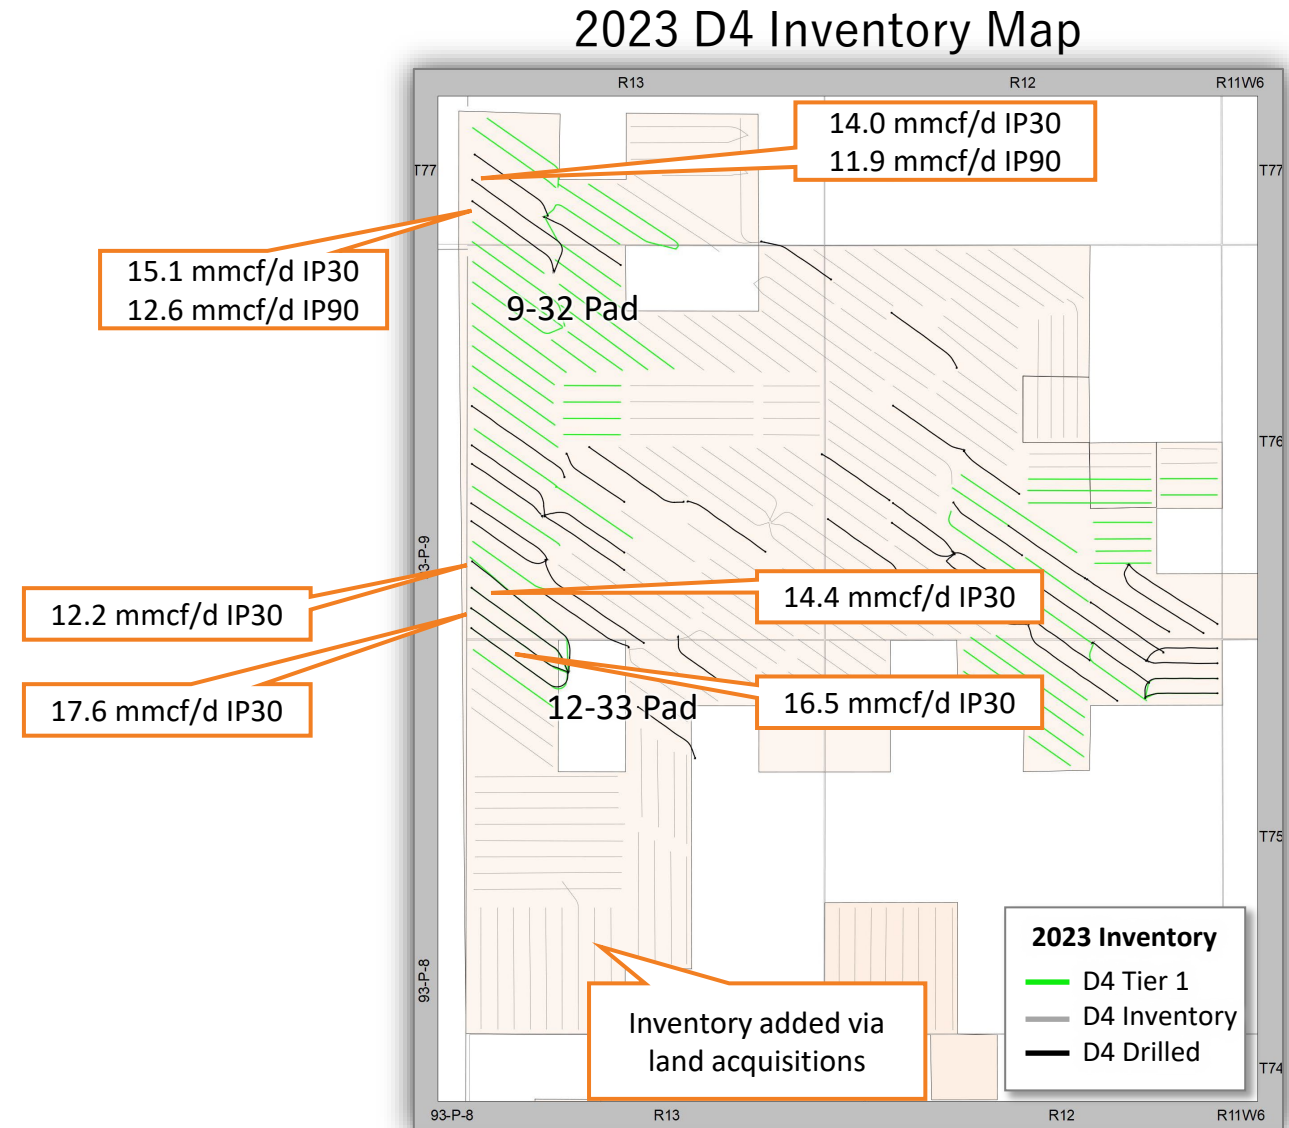 2023 D4 Inventory Map
R13
R12
R11W6
14.0 mmcf/d IP30
11.9 mmcf/d IP90
T77
T77
15.1 mmcf/d IP30
12.6 mmcf/d IP90
9-32 Pad
T76
3-P-9
12.2 mmcf/d IP30
14.4 mmcf/d IP30
17.6 mmcf/d IP30
16.5 mmcf/d IP30
12-33 Pad
T75
93-P-8
Inventory added via
land acquisitions
2023 Inventory
D4 Tier 1
D4 Inventory
D4 Drilled
T74
93-P-8
R13
R12
R11W6